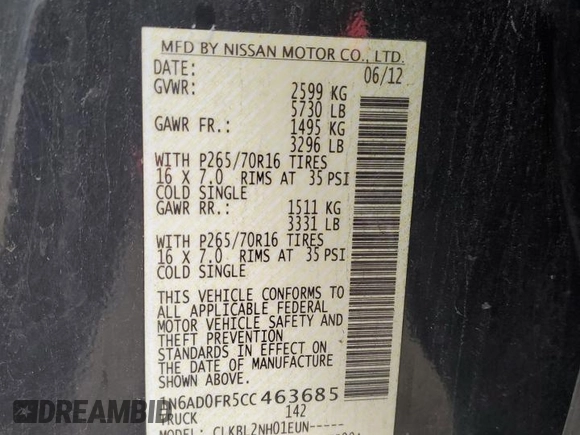 MFD BY NISSAN MOTOR CO., LTD.
DATE: 06/12
GVWR: 2599 KG
5730 LB
GAWR FR.: 1495 KG
3296 LB
WITH P265/70R16 TIRES
16 X 7.0 RIMS AT 35 PSI
COLD SINGLE
GAWR RR.: 1511 KG
3331 LB
WITH P265/70R16 TIRES
16 X 7.0 RIMS AT 35 PSI
COLD SINGLE
THIS VEHICLE CONFORMS TO
ALL APPLICABLE FEDERAL
MOTOR VEHICLE SAFETY AND
THEFT PREVENTION
STANDARDS IN EFFECT ON
THE DATE OF MANUFACTURE
SHOWN ABOVE.
1N6AD0FR5CC463685
TRUCK 142
MODEL: CLKBL2NH01EUN-----
DREAMBID